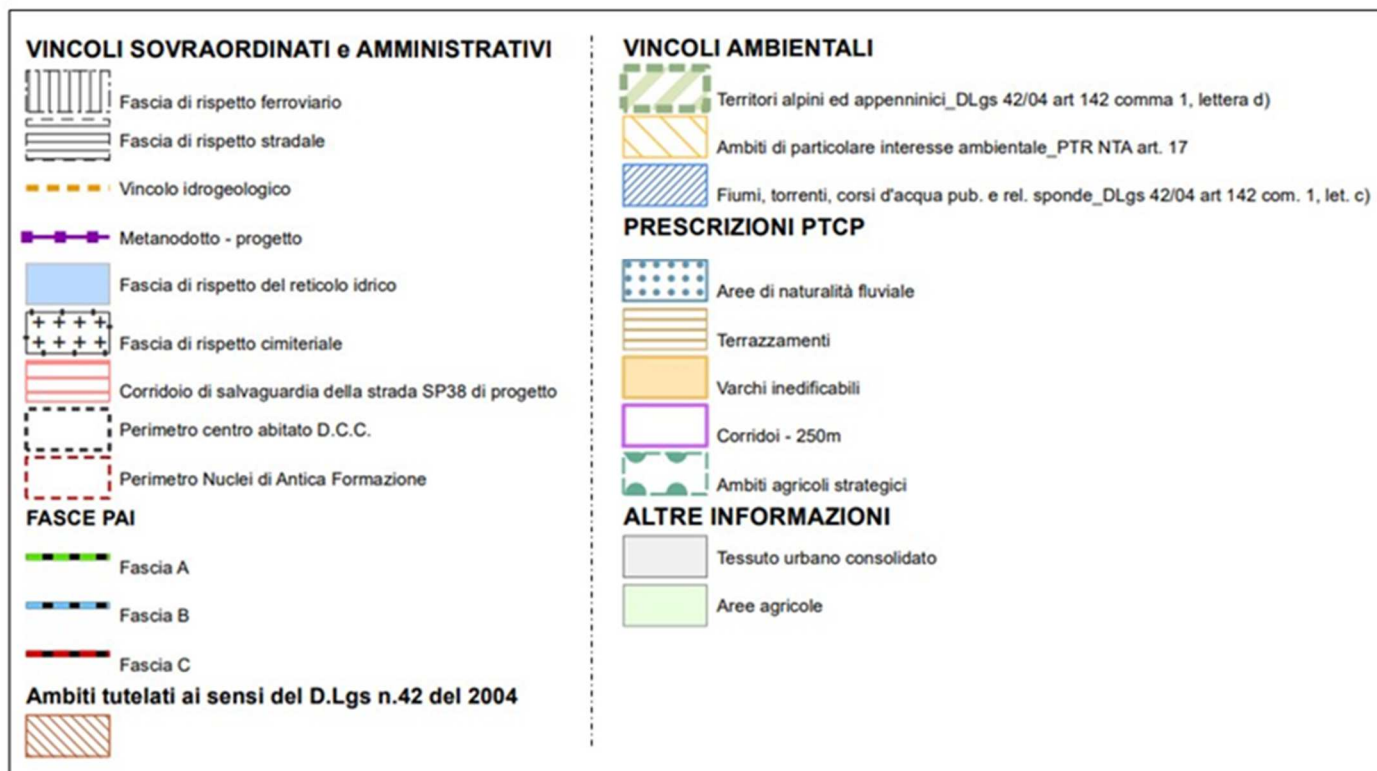 VINCOLI SOVRAORDINATI e AMMINISTRATIVI
Fascia di rispetto ferroviario
Fascia di rispetto stradale
Vincolo idrogeologico
Metanodotto - progetto
Fascia di rispetto del reticolo idrico
Fascia di rispetto cimiteriale
Corridoio di salvaguardia della strada SP38 di progetto
Perimetro centro abitato D.C.C.
Perimetro Nuclei di Antica Formazione
FASCE PAI
Fascia A
Fascia B
Fascia C
Ambiti tutelati ai sensi del D.Lgs n.42 del 2004
VINCOLI AMBIENTALI
Territori alpini ed appenninici_DLgs 42/04 art 142 comma 1, lettera d)
Ambiti di particolare interesse ambientale_PTR NTA art. 17
Fiumi, torrenti, corsi d'acqua pub. e rel. sponde_DLgs 42/04 art 142 com. 1, let. c)
PRESCRIZIONI PTCP
Aree di naturalità fluviale
Terrazzamenti
Varchi inedificabili
Corridoi - 250m
Ambiti agricoli strategici
ALTRE INFORMAZIONI
Tessuto urbano consolidato
Aree agricole